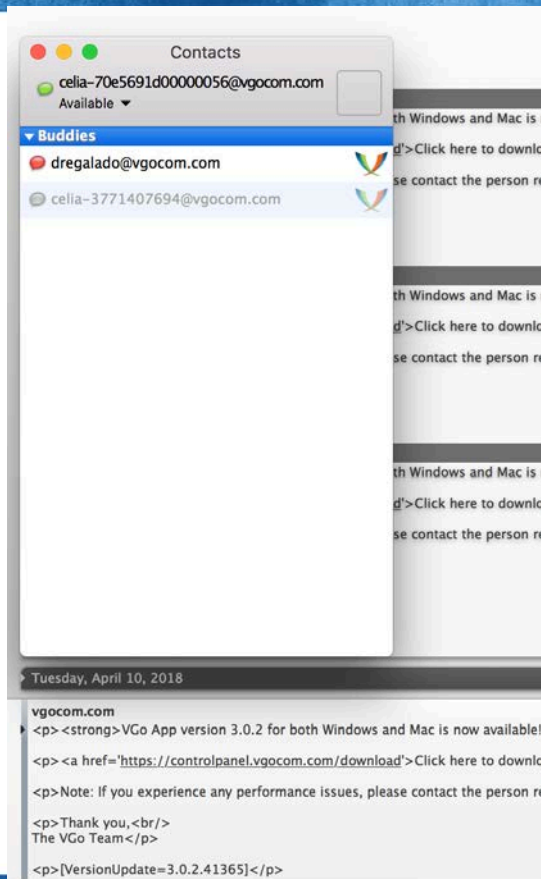 Contacts
celia-70e5691d00000056@vgocom.com
Available
Buddies
dregalado@vgocom.com
celia-3771407694@vgocom.com
th Windows and Mac is
d'>Click here to downlo
se contact the person re
th Windows and Mac is
d'>Click here to downlo
se contact the person re
th Windows and Mac is
d'>Click here to downlo
se contact the person re
Tuesday, April 10, 2018
vgocom.com
<p><strong>VGo App version 3.0.2 for both Windows and Mac is now available!
<p><a href='https://controlpanel.vgocom.com/download'>Click here to downlo
<p>Note: If you experience any performance issues, please contact the person re
<p>Thank you,<br/>
The VGo Team</p>
<p>[VersionUpdate=3.0.2.41365]</p>